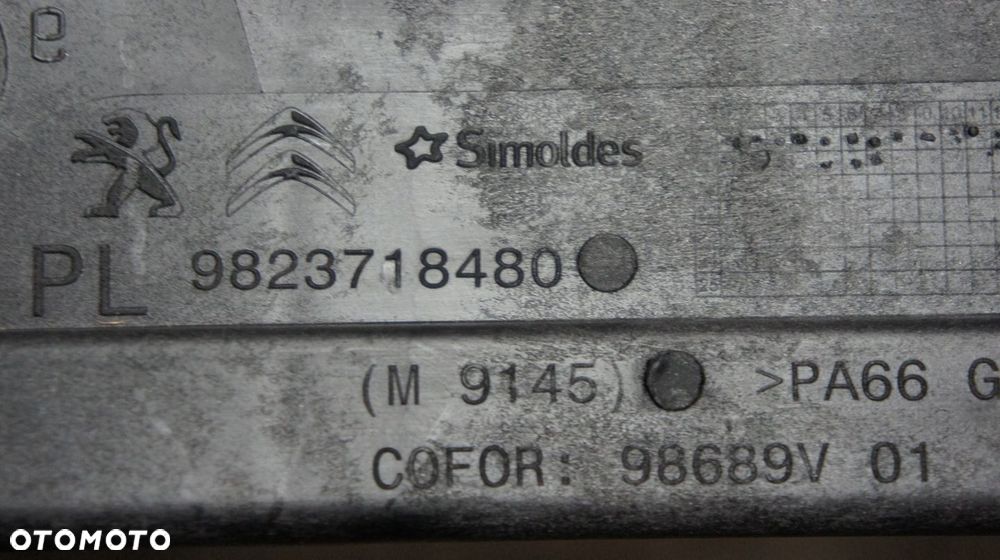 Simoldes
PL 9823718480
(M 9145) >PA66 G
COFOR: 98689V 01
OTOMOTO